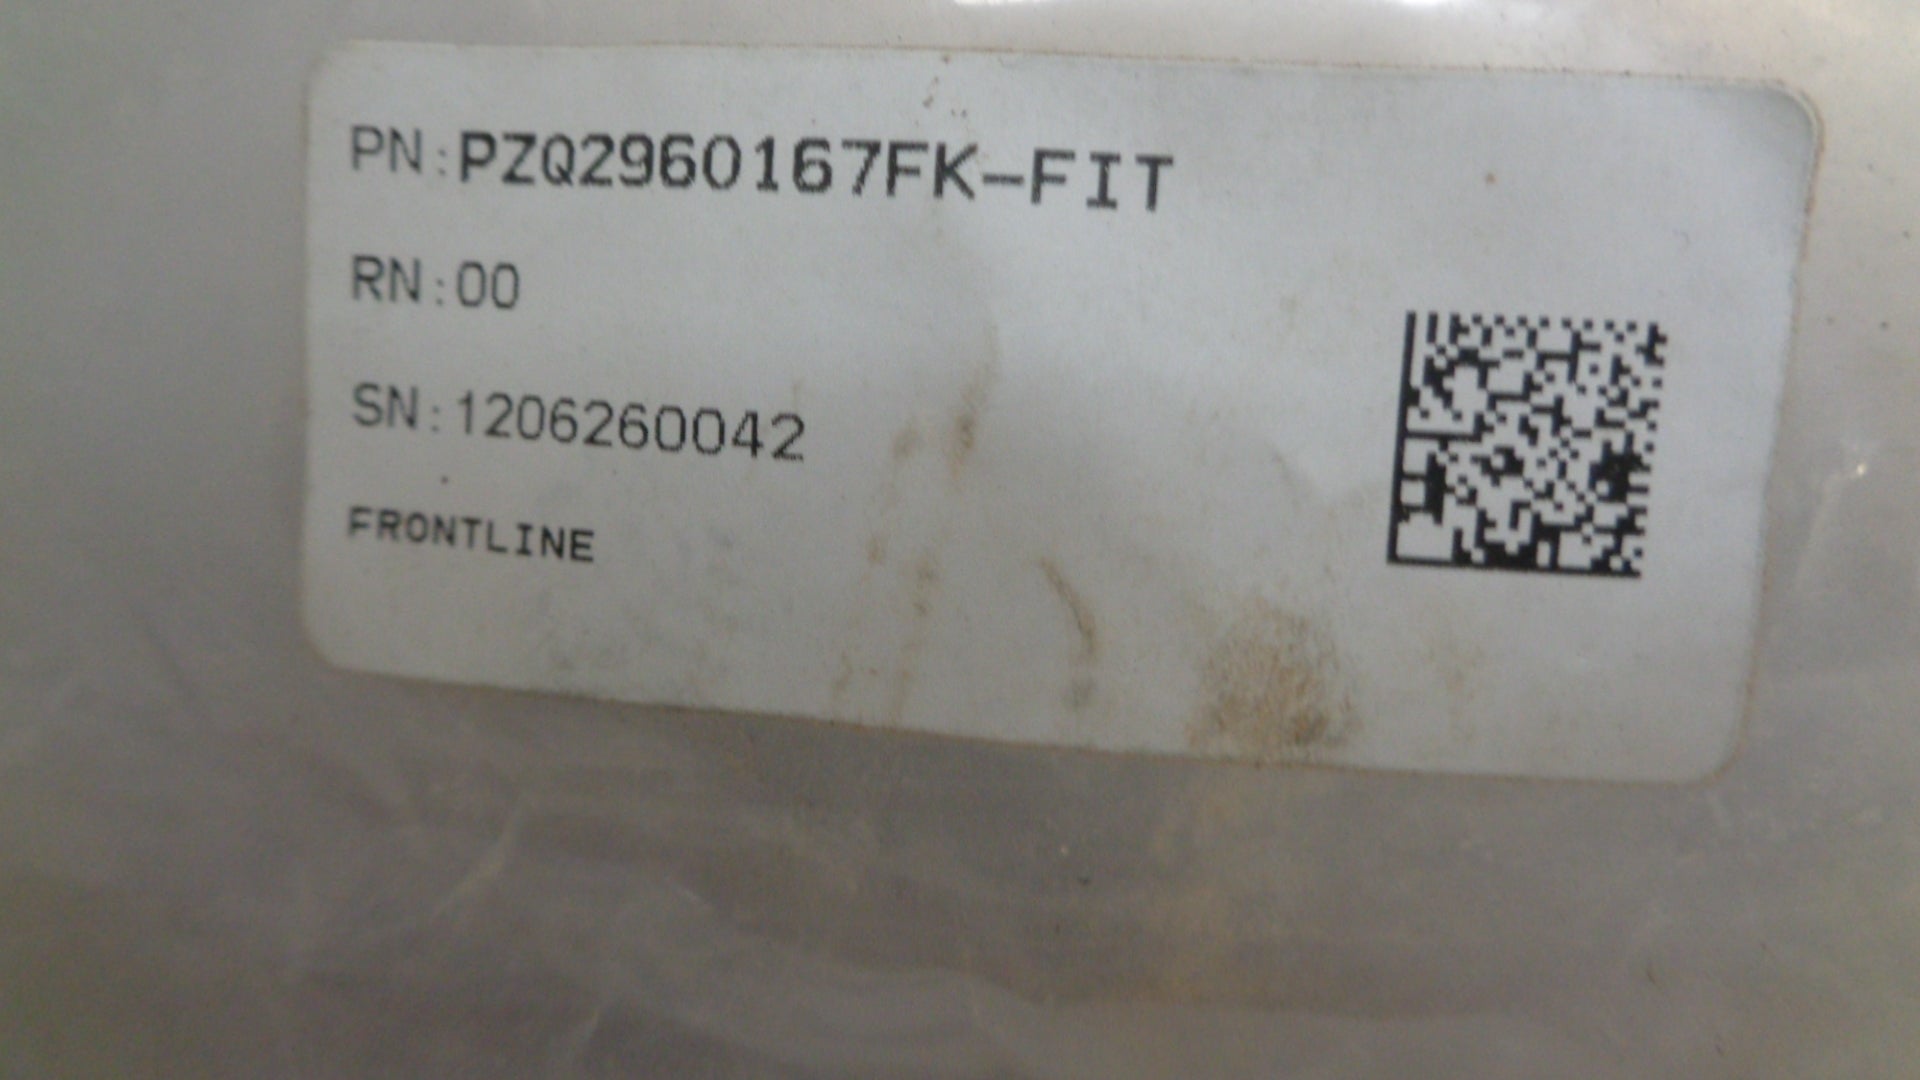 PN:PZQ2960167FK-FIT
RN:00
SN:1206260042
FRONTLINE